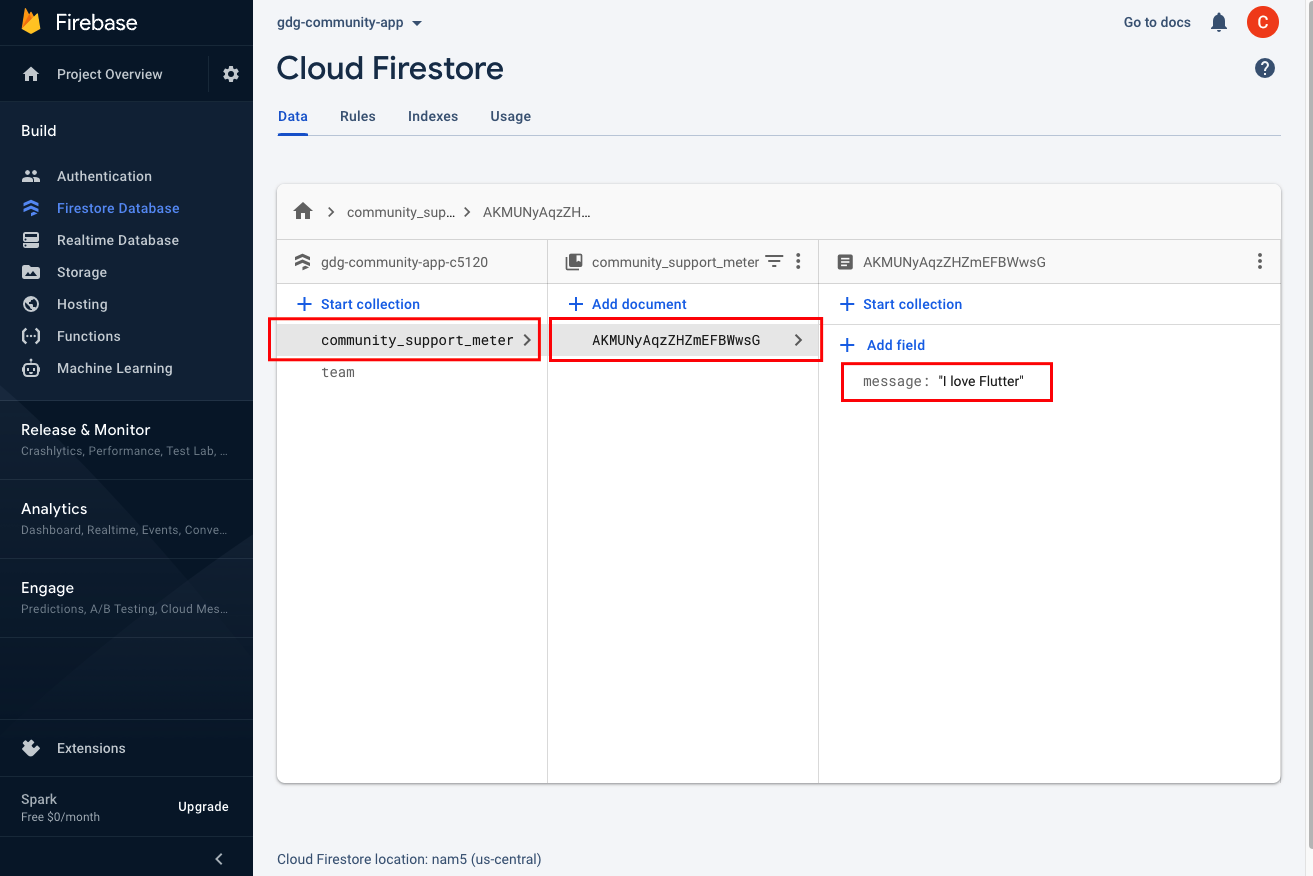 Firebase
Project Overview
Build
Authentication
Firestore Database
Realtime Database
Storage
Hosting
Functions
Machine Learning
Release & Monitor
Crashlytics, Performance, Test Lab, …
Analytics
Dashboard, Realtime, Events, Conve…
Engage
Predictions, A/B Testing, Cloud Mes…
Extensions
Spark
Free $0/month
Upgrade
gdg-community-app
Go to docs
C
Cloud Firestore
?
Data Rules Indexes Usage
community_sup… AKMUNyAqzZH…
gdg-community-app-c5120
Start collection
community_support_meter
team
community_support_meter
Add document
AKMUNyAqzZHZmEFBWwsG
AKMUNyAqzZHZmEFBWwsG
Start collection
Add field
message: "I love Flutter"
Cloud Firestore location: nam5 (us-central)